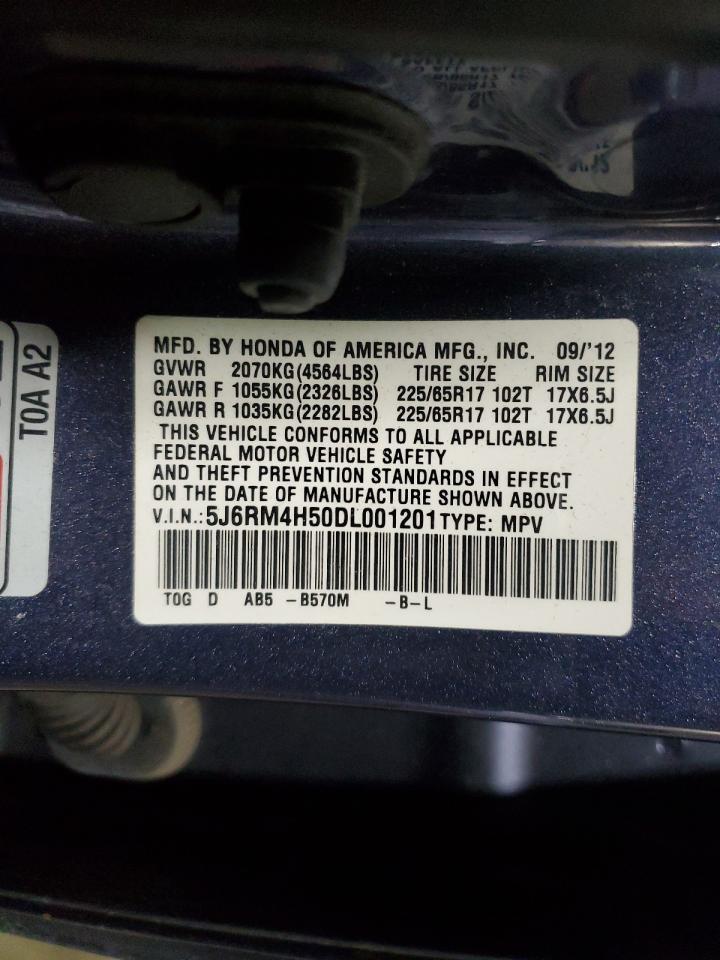 MFD. BY HONDA OF AMERICA MFG., INC. 09/'12
GVWR 2070KG(4564LBS) TIRE SIZE RIM SIZE
GAWR F 1055KG(2326LBS) 225/65R17 102T 17X6.5J
GAWR R 1035KG(2282LBS) 225/65R17 102T 17X6.5J
THIS VEHICLE CONFORMS TO ALL APPLICABLE
FEDERAL MOTOR VEHICLE SAFETY
AND THEFT PREVENTION STANDARDS IN EFFECT
ON THE DATE OF MANUFACTURE SHOWN ABOVE.
V.I.N.:5J6RM4H50DL001201 TYPE: MPV
TOG D AB5 -B570M -B-L
TOA A2